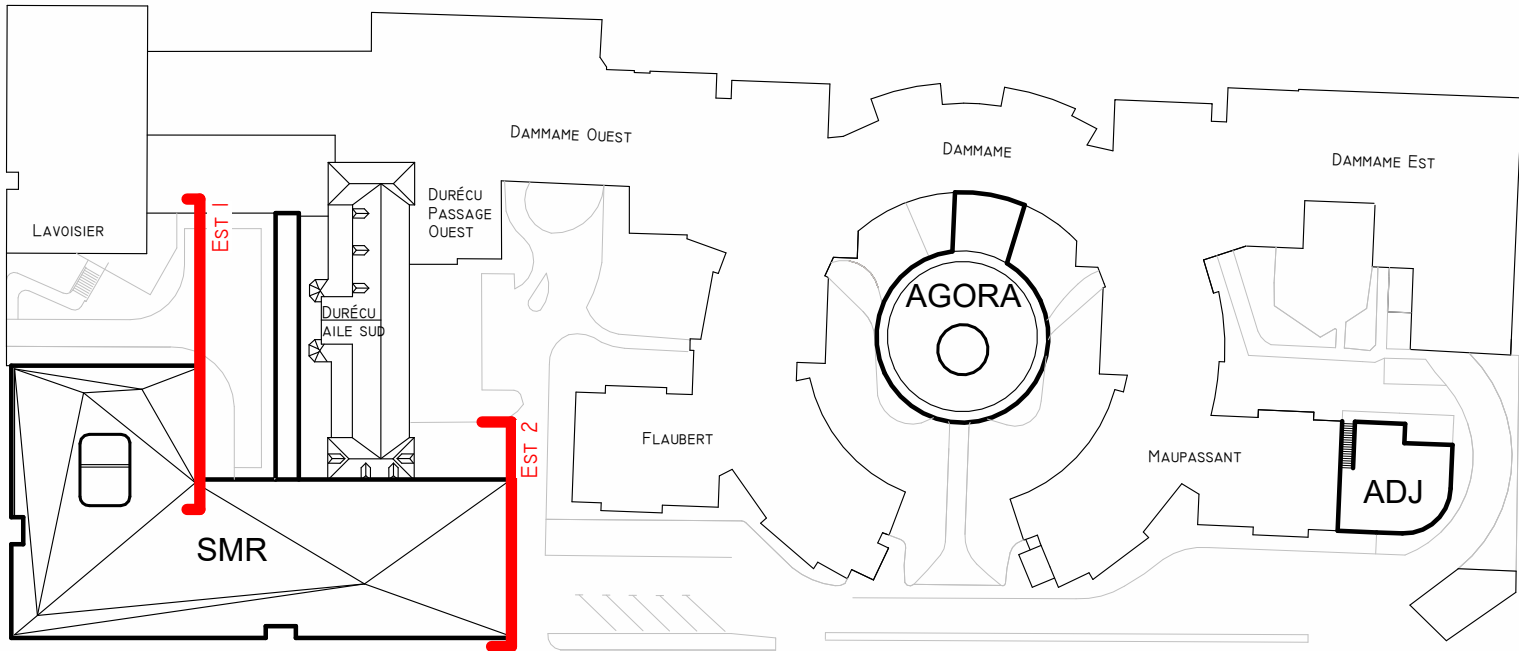 DAMMAME OUEST
DAMMAME
DAMMAME EST
DURÉCU
PASSAGE
OUEST
LAVOISIER
EST 1
AGORA
DURÉCU
AILE SUD
FLAUBERT
EST 2
MAUPASSANT
ADJ
SMR